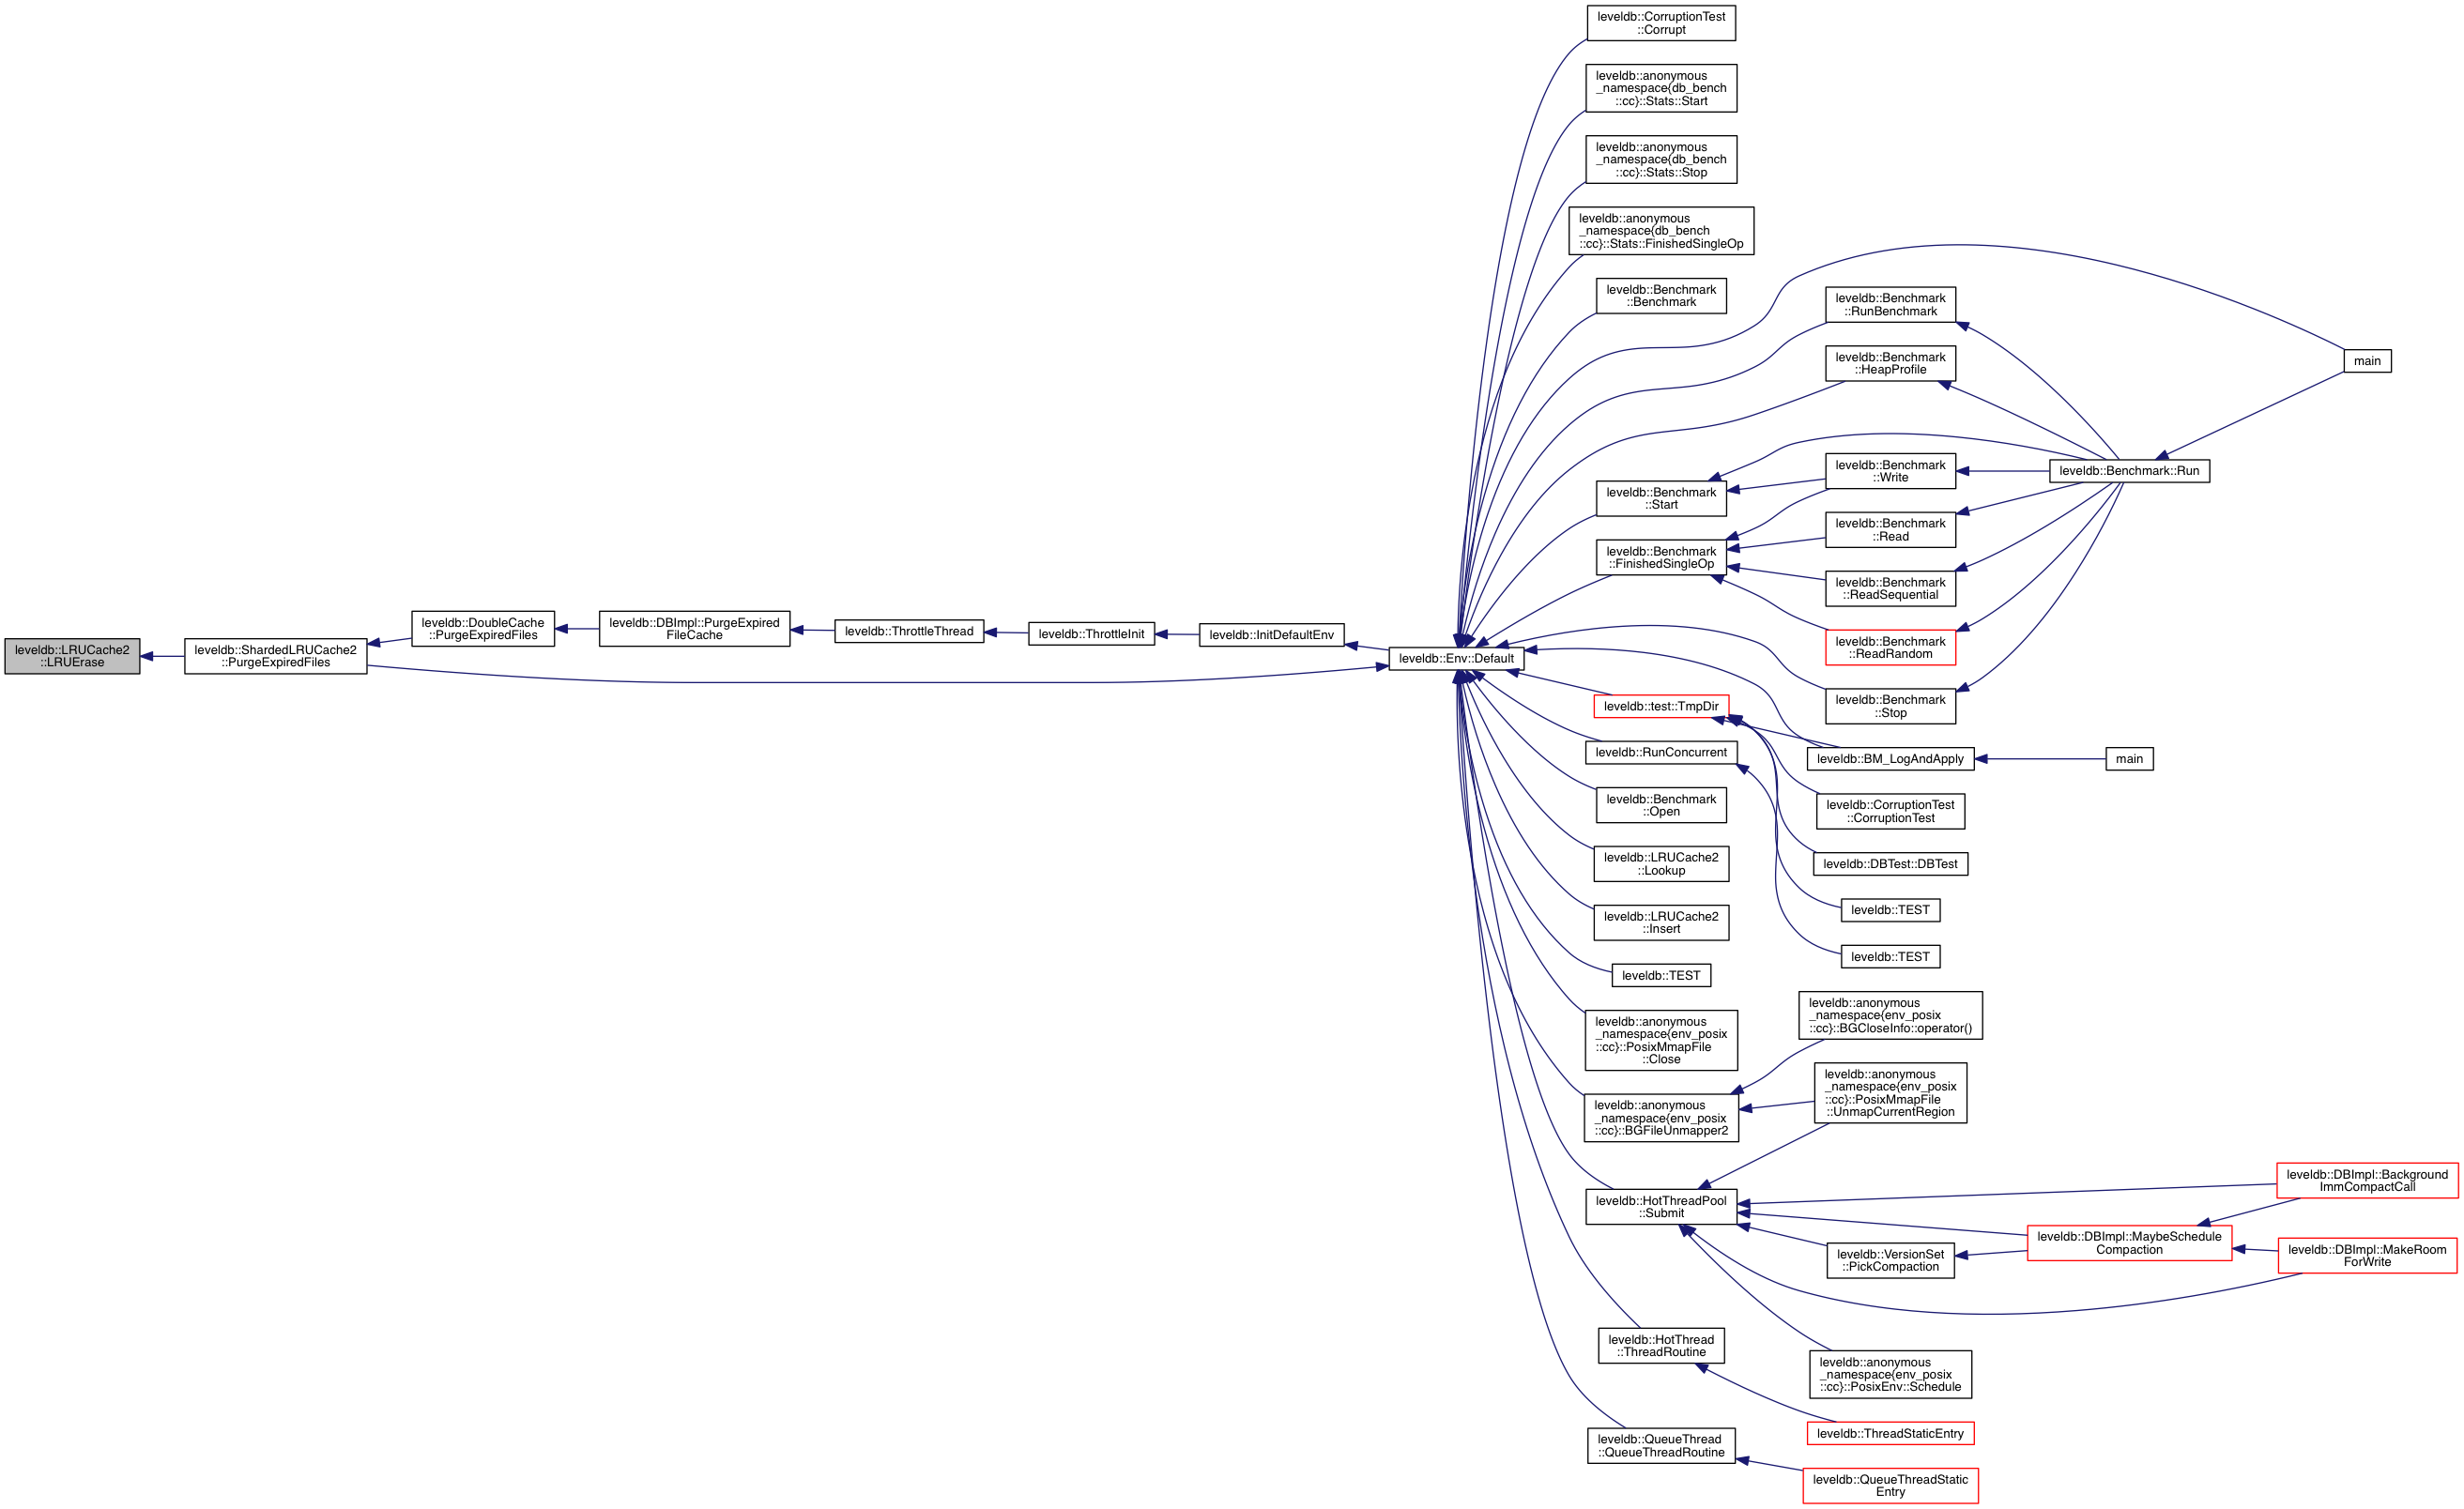 leveldb::LRUCache2
::LRUErase
leveldb::ShardedLRUCache2
::PurgeExpiredFiles
leveldb::DoubleCache
::PurgeExpiredFiles
leveldb::DBImpl::PurgeExpired
FileCache
leveldb::ThrottleThread
leveldb::ThrottleInit
leveldb::InitDefaultEnv
leveldb::Env::Default
leveldb::CorruptionTest
::Corrupt
leveldb::anonymous
_namespace{db_bench
::cc}::Stats::Start
leveldb::anonymous
_namespace{db_bench
::cc}::Stats::Stop
leveldb::anonymous
_namespace{db_bench
::cc}::Stats::FinishedSingleOp
leveldb::Benchmark
::Benchmark
leveldb::Benchmark
::Start
leveldb::Benchmark
::FinishedSingleOp
leveldb::test::TmpDir
leveldb::RunConcurrent
leveldb::Benchmark
::Open
leveldb::LRUCache2
::Lookup
leveldb::LRUCache2
::Insert
leveldb::TEST
leveldb::anonymous
_namespace{env_posix
::cc}::PosixMmapFile
::Close
leveldb::anonymous
_namespace{env_posix
::cc}::BGFileUnmapper2
leveldb::HotThreadPool
::Submit
leveldb::HotThread
::ThreadRoutine
leveldb::QueueThread
::QueueThreadRoutine
leveldb::Benchmark
::RunBenchmark
leveldb::Benchmark
::HeapProfile
leveldb::Benchmark
::Write
leveldb::Benchmark
::Read
leveldb::Benchmark
::ReadSequential
leveldb::Benchmark
::ReadRandom
leveldb::Benchmark
::Stop
leveldb::BM_LogAndApply
leveldb::CorruptionTest
::CorruptionTest
leveldb::DBTest::DBTest
leveldb::TEST
leveldb::TEST
leveldb::anonymous
_namespace{env_posix
::cc}::BGCloseInfo::operator()
leveldb::anonymous
_namespace{env_posix
::cc}::PosixMmapFile
::UnmapCurrentRegion
leveldb::VersionSet
::PickCompaction
leveldb::anonymous
_namespace{env_posix
::cc}::PosixEnv::Schedule
leveldb::ThreadStaticEntry
leveldb::QueueThreadStatic
Entry
leveldb::Benchmark::Run
main
leveldb::DBImpl::MaybeSchedule
Compaction
main
leveldb::DBImpl::Background
ImmCompactCall
leveldb::DBImpl::MakeRoom
ForWrite